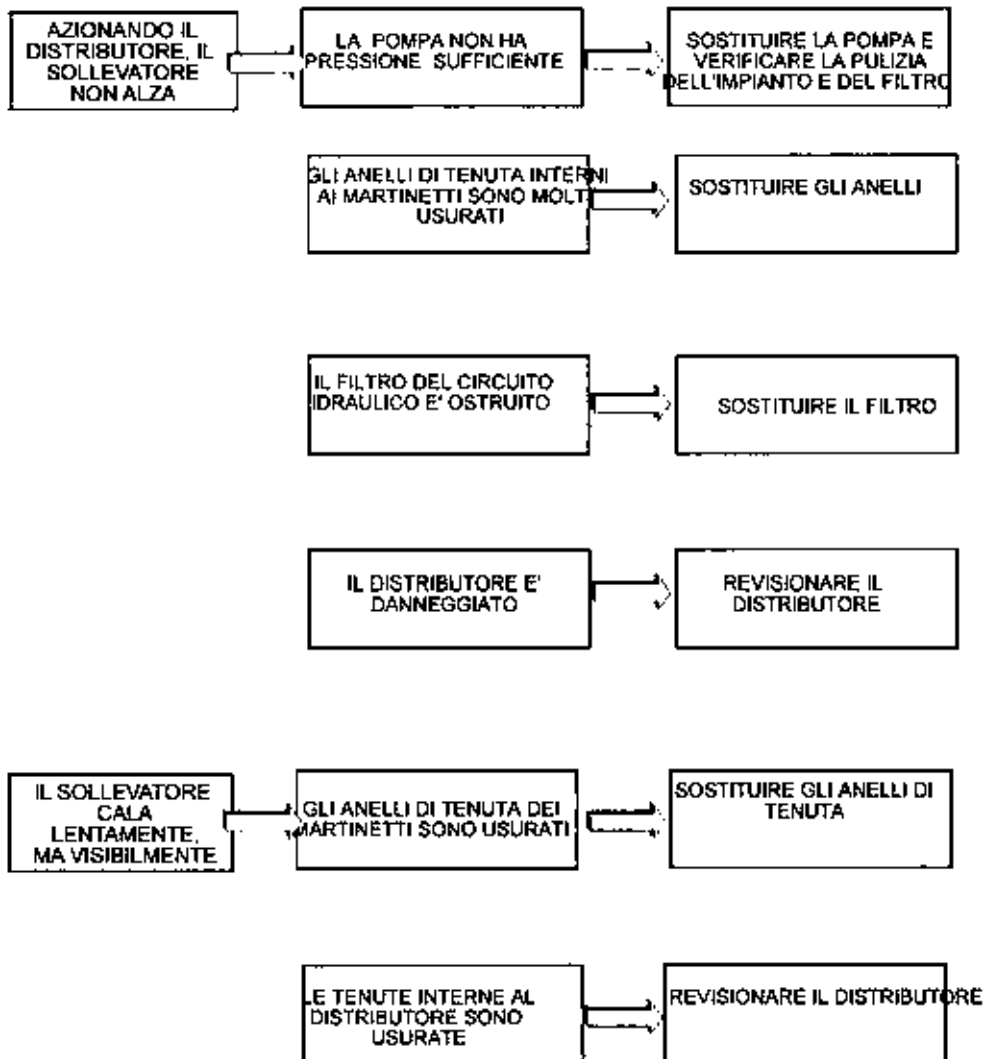 AZIONANDO IL
DISTRIBUTORE, IL
SOLLEVATORE
NON ALZA
LA POMPA NON HA
PRESSIONE SUFFICIENTE
SOSTITUIRE LA POMPA E
VERIFICARE LA PULIZIA
DELL'IMPIANTO E DEL FILTRO
GLI ANELLI DI TENUTA INTERNI
AI MARTINETTI SONO MOLT
USURATI
SOSTITUIRE GLI ANELLI
IL FILTRO DEL CIRCUITO
IDRAULICO E' OSTRUITO
SOSTITUIRE IL FILTRO
IL DISTRIBUTORE E'
DANNEGGIATO
REVISIONARE IL
DISTRIBUTORE
IL SOLLEVATORE
CALA
LENTAMENTE,
MA VISIBILMENTE
GLI ANELLI DI TENUTA DEI
MARTINETTI SONO USURATI
SOSTITUIRE GLI ANELLI DI
TENUTA
LE TENUTE INTERNE AL
DISTRIBUTORE SONO
USURATE
REVISIONARE IL DISTRIBUTORE